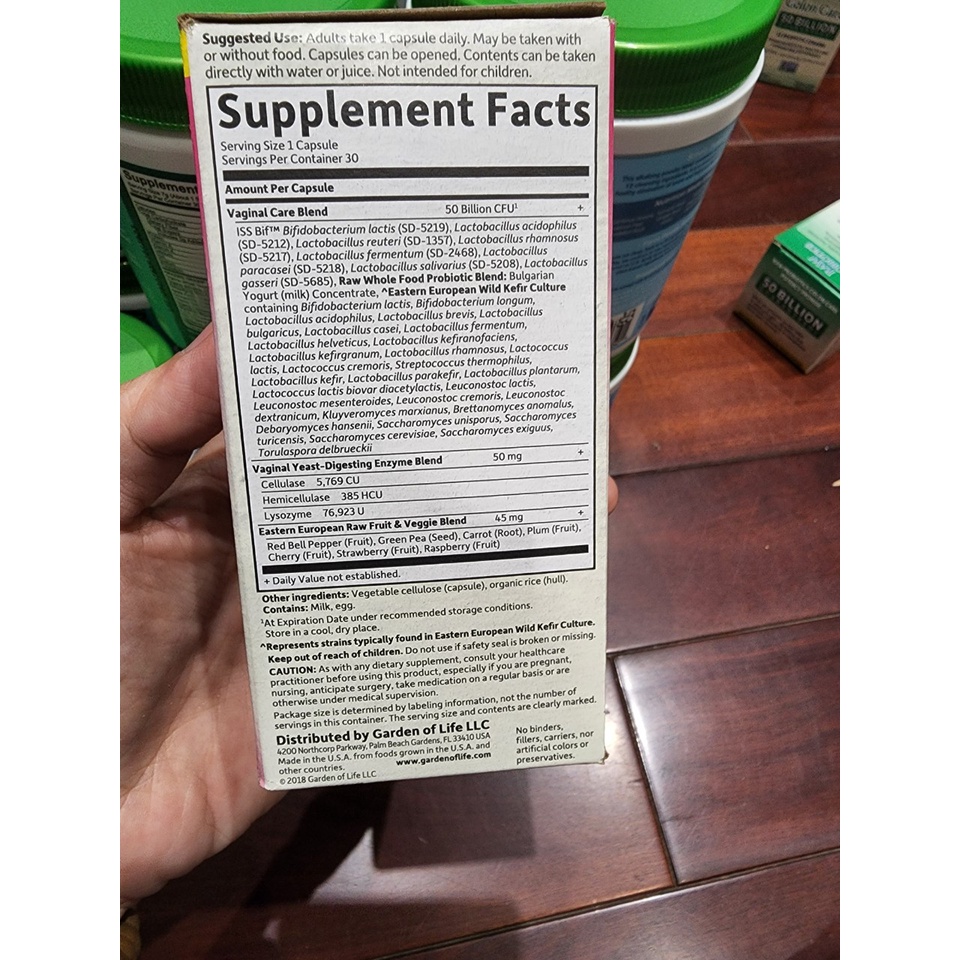 Suggested Use: Adults take 1 capsule daily. May be taken with
or without food. Capsules can be opened. Contents can be taken
directly with water or juice. Not intended for children.
Supplement Facts
Serving Size 1 Capsule
Servings Per Container 30
Amount Per Capsule
Vaginal Care Blend 50 Billion CFU¹ +
ISS Bif™ Bifidobacterium lactis (SD-5219), Lactobacillus acidophilus
(SD-5212), Lactobacillus reuteri (SD-1357), Lactobacillus rhamnosus
(SD-5217), Lactobacillus fermentum (SD-2468), Lactobacillus
paracasei (SD-5218), Lactobacillus salivarius (SD-5208), Lactobacillus
gasseri (SD-5685), Raw Whole Food Probiotic Blend: Bulgarian
Yogurt (milk) Concentrate, ^Eastern European Wild Kefir Culture
containing Bifidobacterium lactis, Bifidobacterium longum,
Lactobacillus acidophilus, Lactobacillus brevis, Lactobacillus
bulgaricus, Lactobacillus casei, Lactobacillus fermentum,
Lactobacillus helveticus, Lactobacillus kefiranofaciens,
Lactobacillus kefirgranum, Lactobacillus rhamnosus, Lactococcus
lactis, Lactococcus cremoris, Streptococcus thermophilus,
Lactobacillus kefir, Lactobacillus parakefir, Lactobacillus plantarum,
Lactococcus lactis biovar diacetylactis, Leuconostoc lactis,
Leuconostoc mesenteroides, Leuconostoc cremoris, Leuconostoc
dextranicum, Kluyveromyces marxianus, Brettanomyces anomalus,
Debaryomyces hansenii, Saccharomyces unisporus, Saccharomyces
turicensis, Saccharomyces cerevisiae, Saccharomyces exiguus,
Torulaspora delbrueckii
Vaginal Yeast-Digesting Enzyme Blend 50 mg +
Cellulase 5,769 CU
Hemicellulase 385 HCU
Lysozyme 76,923 U
Eastern European Raw Fruit & Veggie Blend 45 mg +
Red Bell Pepper (Fruit), Green Pea (Seed), Carrot (Root), Plum (Fruit),
Cherry (Fruit), Strawberry (Fruit), Raspberry (Fruit)
+ Daily Value not established.
Other ingredients: Vegetable cellulose (capsule), organic rice (hull).
Contains: Milk, egg.
¹At Expiration Date under recommended storage conditions.
Store in a cool, dry place.
^Represents strains typically found in Eastern European Wild Kefir Culture.
Keep out of reach of children. Do not use if safety seal is broken or missing.
CAUTION: As with any dietary supplement, consult your healthcare
practitioner before using this product, especially if you are pregnant,
nursing, anticipate surgery, take medication on a regular basis or are
otherwise under medical supervision.
Package size is determined by labeling information, not the number of
servings in this container. The serving size and contents are clearly marked.
Distributed by Garden of Life LLC
4200 Northcorp Parkway, Palm Beach Gardens, FL 33410 USA
Made in the U.S.A. from foods grown in the U.S.A. and
other countries. www.gardenoflife.com
© 2018 Garden of Life LLC
No binders,
fillers, carriers, nor
artificial colors or
preservatives.
Supplement
50 BILLION
50 BILLION